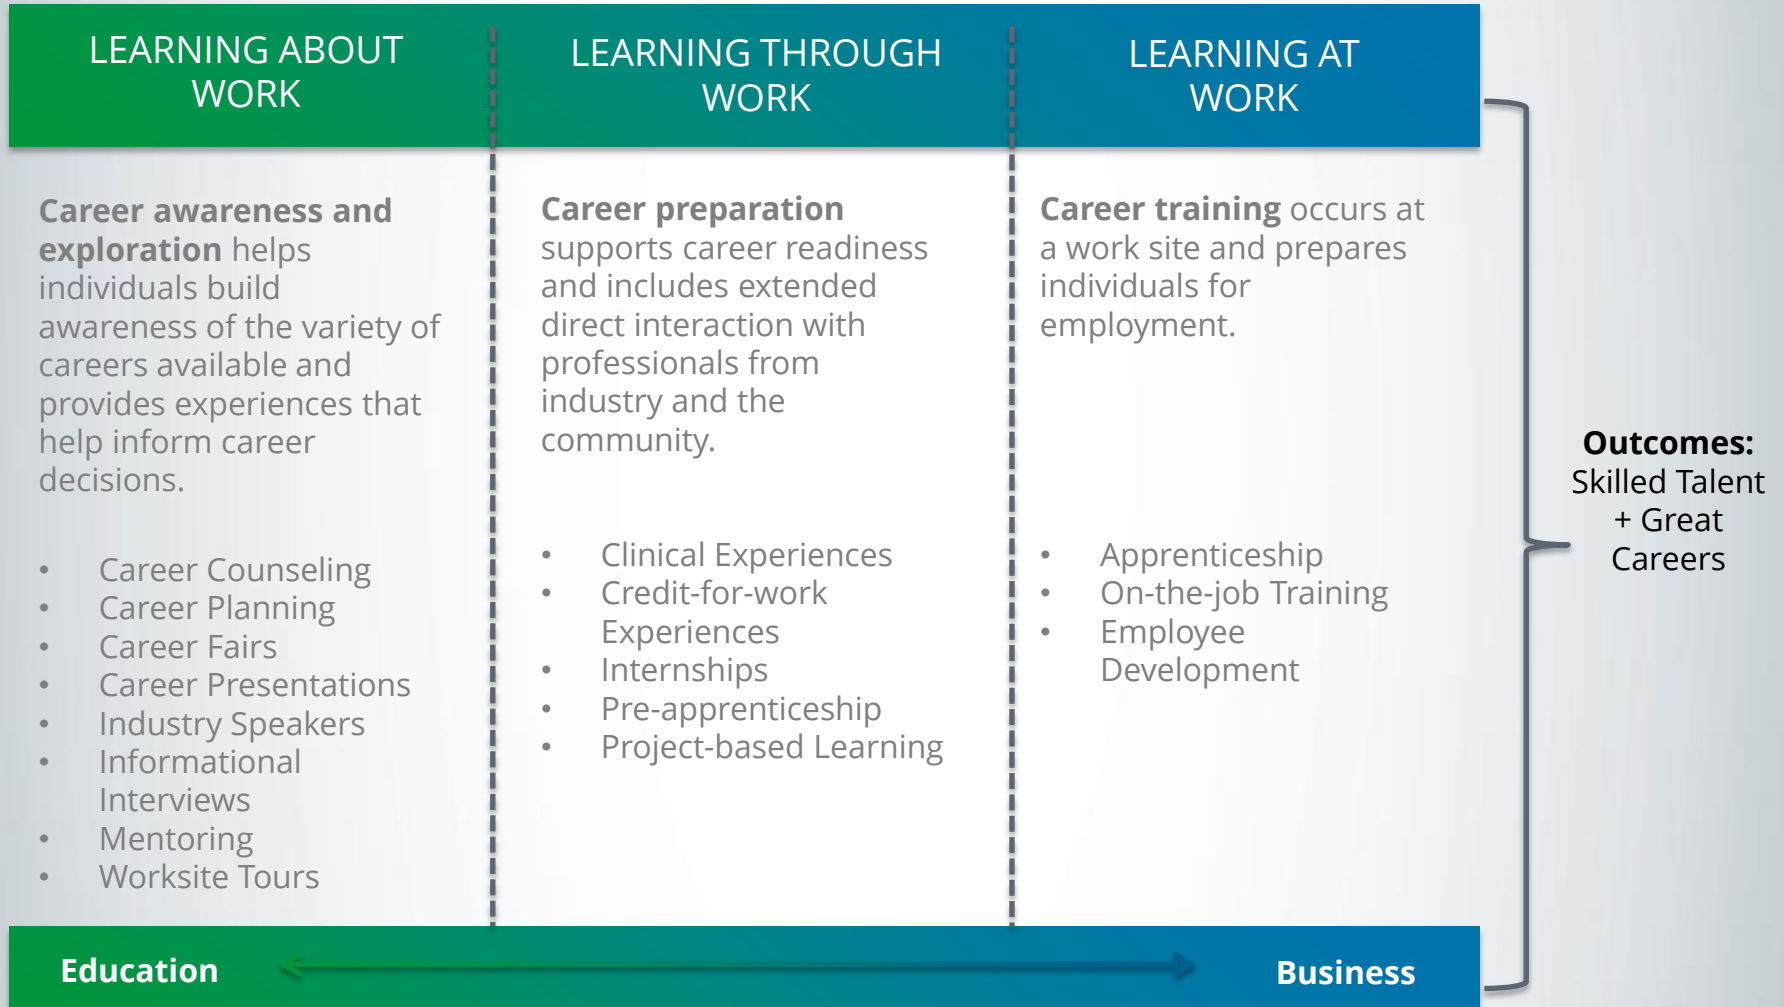 LEARNING ABOUT
WORK
LEARNING THROUGH
WORK
LEARNING AT
WORK
Career awareness and
exploration helps
individuals build
awareness of the variety of
careers available and
provides experiences that
help inform career
decisions.
• Career Counseling
• Career Planning
• Career Fairs
• Career Presentations
• Industry Speakers
• Informational
Interviews
• Mentoring
• Worksite Tours
Career preparation
supports career readiness
and includes extended
direct interaction with
professionals from
industry and the
community.
• Clinical Experiences
• Credit-for-work
Experiences
• Internships
• Pre-apprenticeship
• Project-based Learning
Career training occurs at
a work site and prepares
individuals for
employment.
• Apprenticeship
• On-the-job Training
• Employee
Development
Outcomes:
Skilled Talent
+ Great
Careers
Education
Business